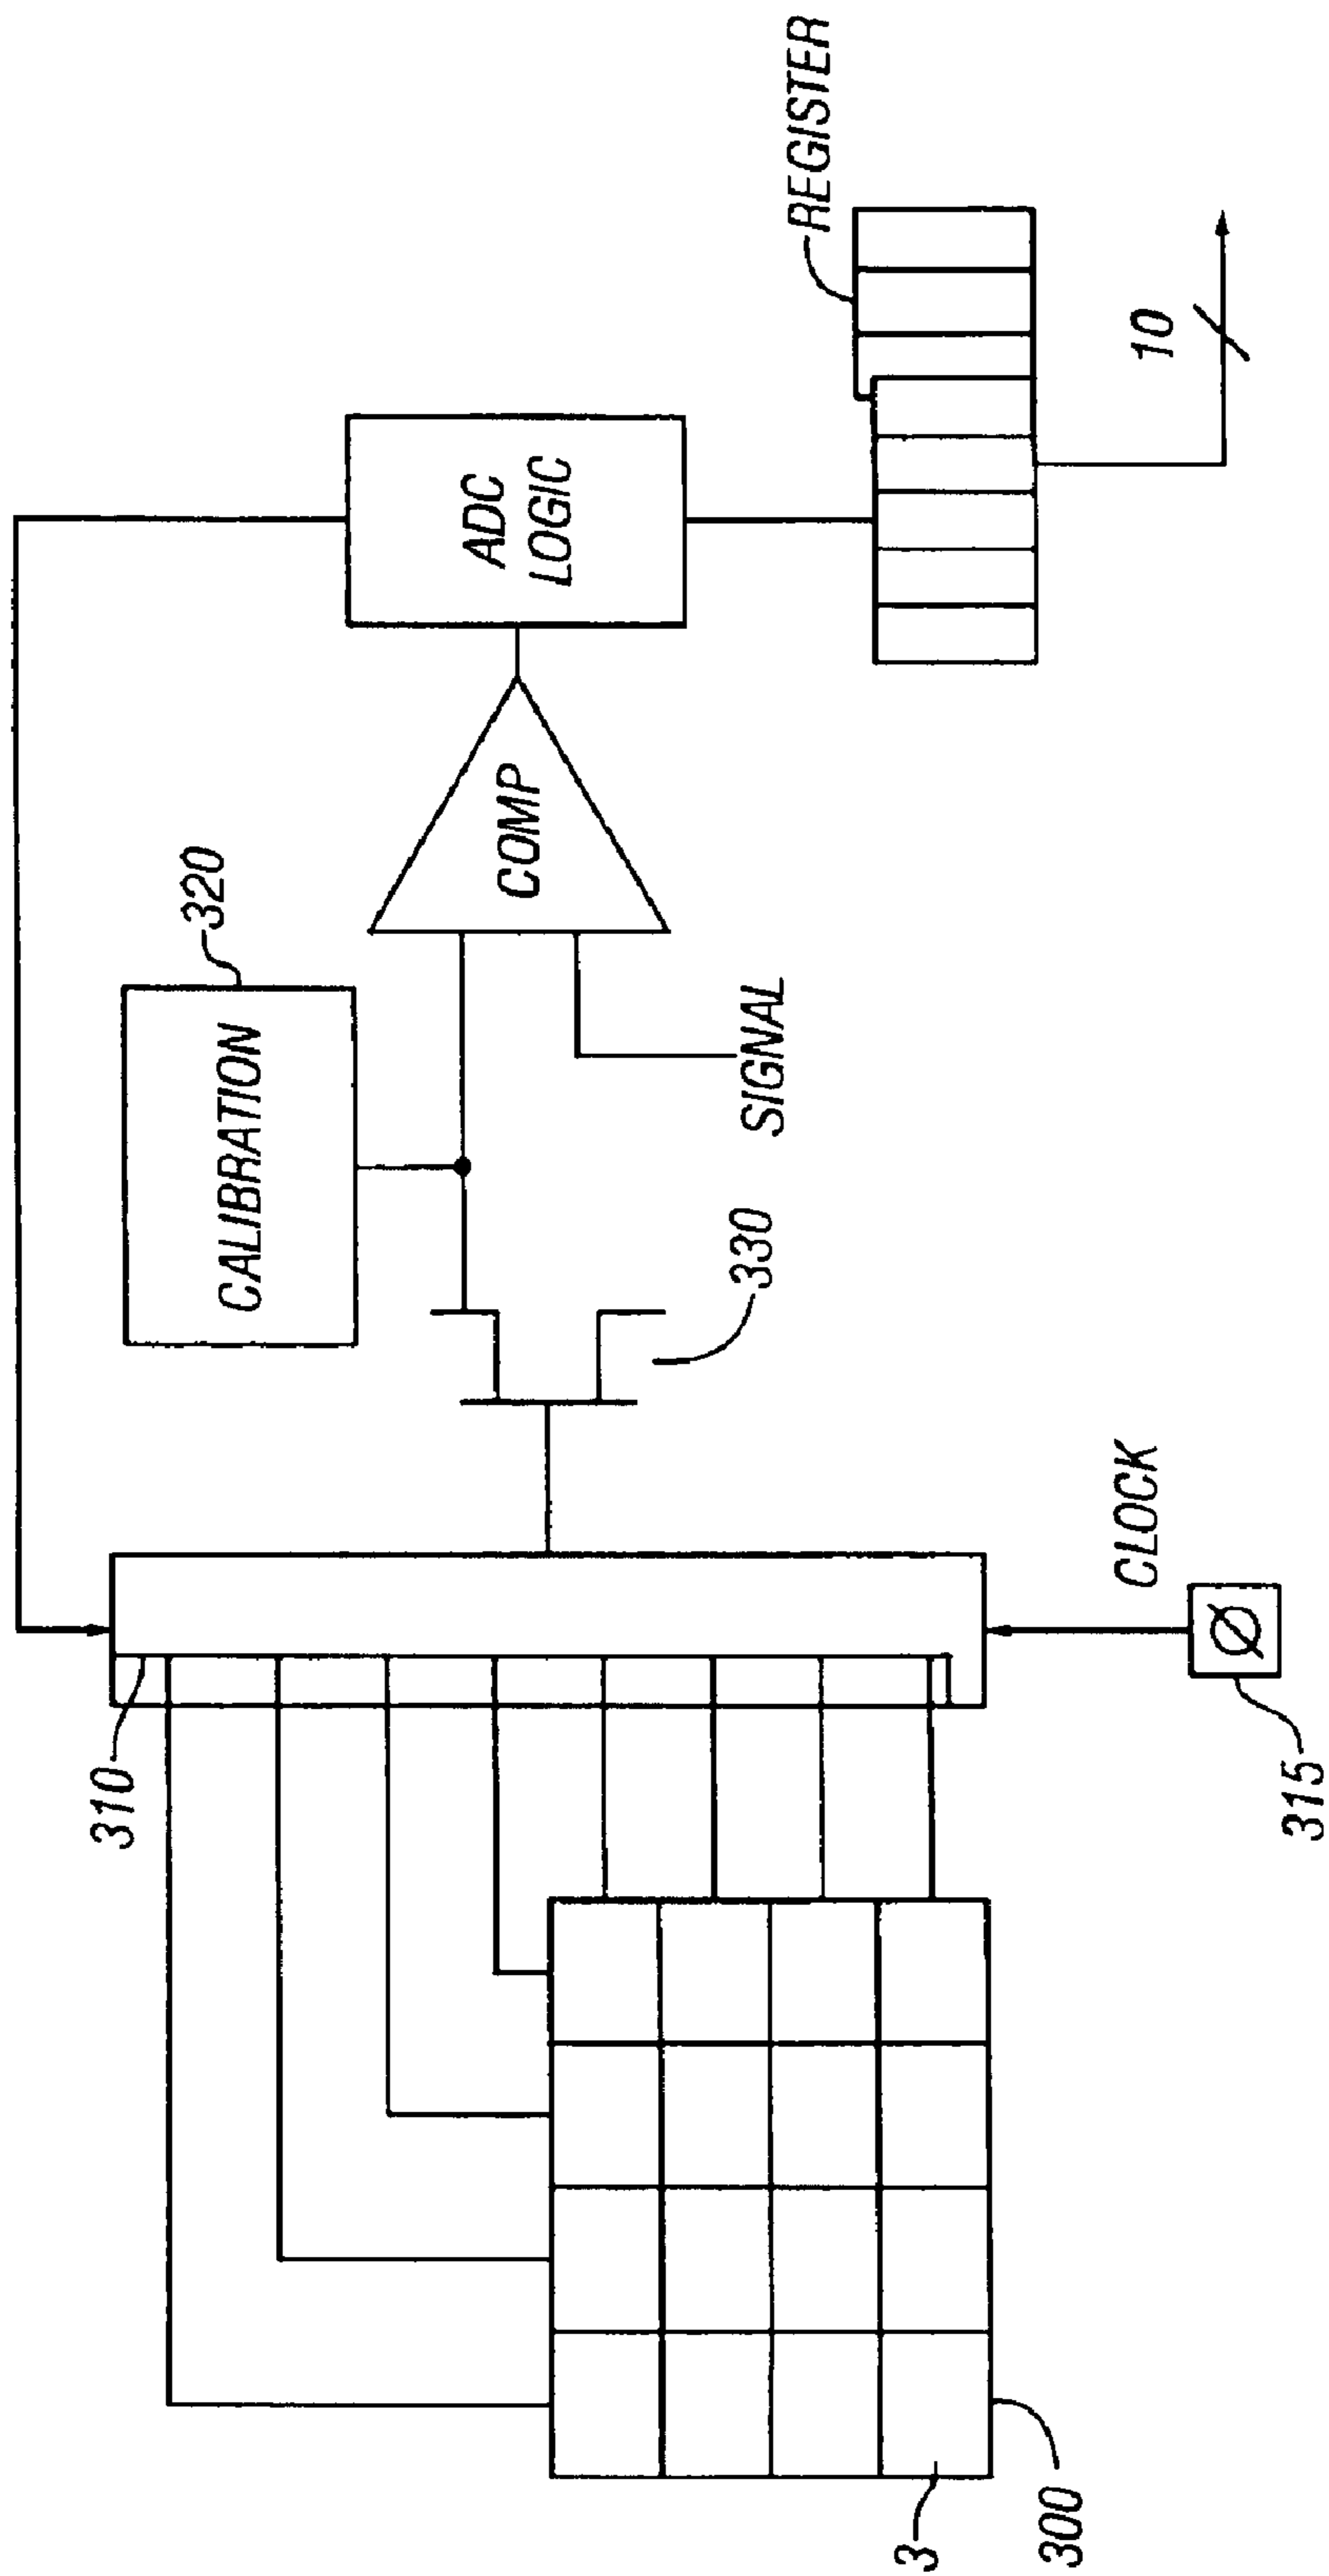 310
CALIBRATION
320
ADC
LOGIC
COMP
REGISTER
SIGNAL
330
10
CLOCK
Ø
315
3
300